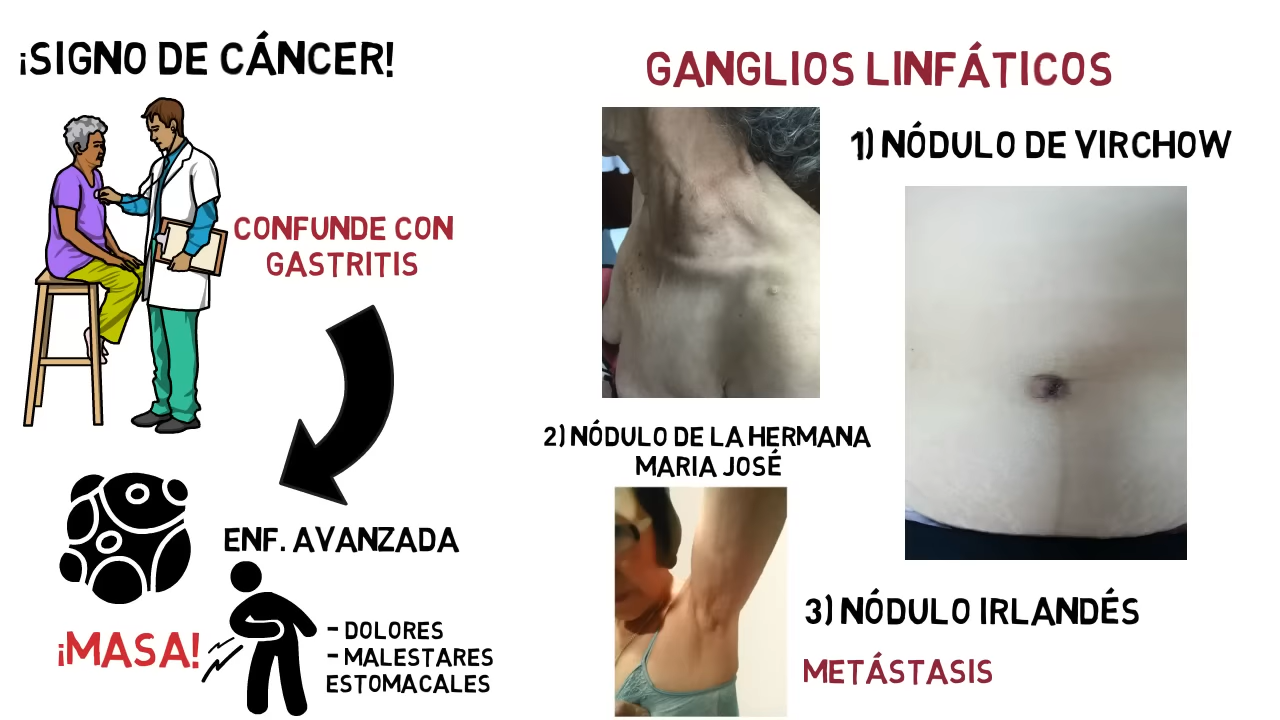 ¡SIGNO DE CÁNCER!
CONFUNDE CON
GASTRITIS
ENF. AVANZADA
¡MASA!
- DOLORES
- MALESTARES
ESTOMACALES
GANGLIOS LINFÁTICOS
1) NÓDULO DE VIRCHOW
2) NÓDULO DE LA HERMANA
MARIA JOSÉ
3) NÓDULO IRLANDÉS
METÁSTASIS